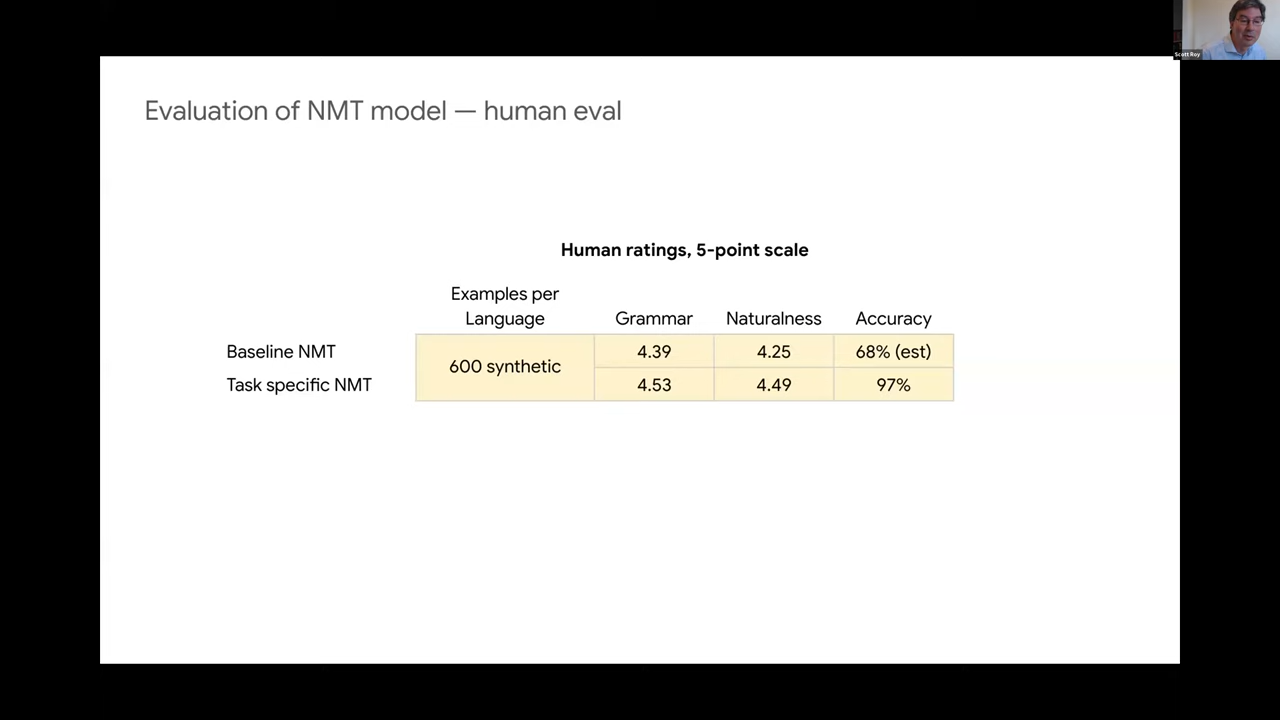 Scott Roy
Evaluation of NMT model — human eval
Human ratings, 5-point scale
Examples per
Language
Grammar
Naturalness
Accuracy
Baseline NMT
600 synthetic
4.39
4.25
68% (est)
Task specific NMT
4.53
4.49
97%